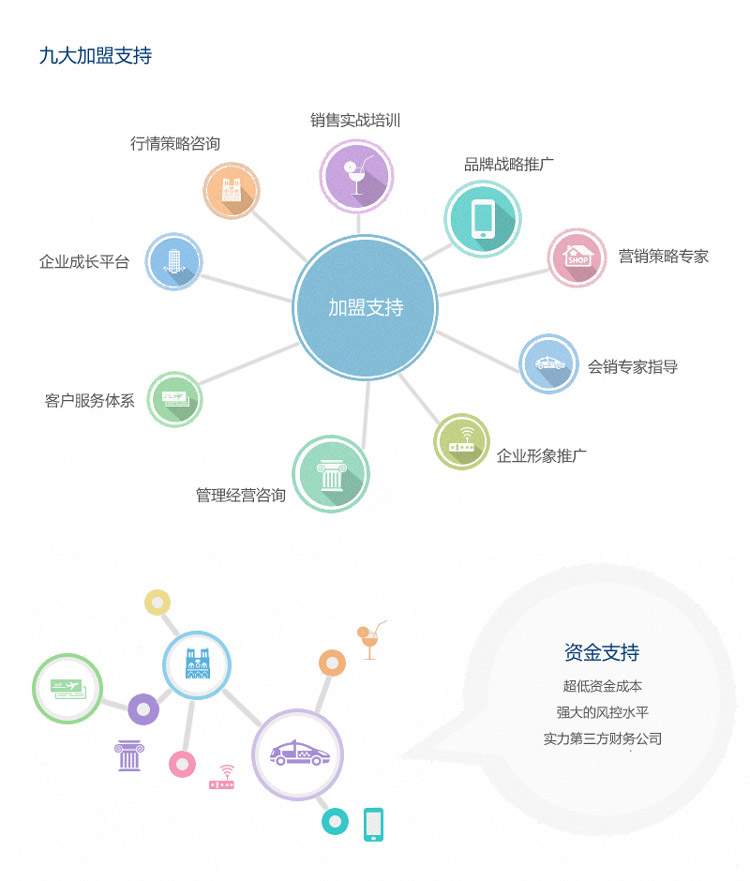 九大加盟支持
销售实战培训
行情策略咨询
品牌战略推广
企业成长平台
营销策略专家
SHOP
加盟支持
会销专家指导
客户服务体系
企业形象推广
管理经营咨询
资金支持
超低资金成本
强大的风控水平
实力第三方财务公司